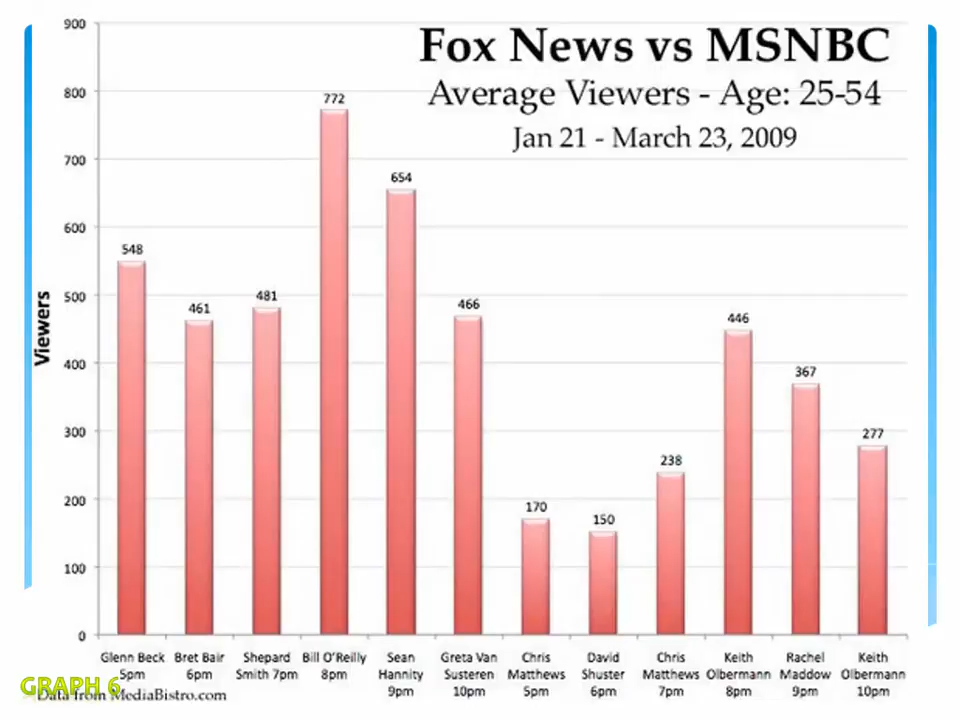 Fox News vs MSNBC
Average Viewers - Age: 25-54
Jan 21 - March 23, 2009
Viewers
900
800
700
600
500
400
300
200
100
0
548
461
481
772
654
466
170
150
238
446
367
277
Glenn Beck 5pm
Bret Bair 6pm
Shepard Smith 7pm
Bill O'Reilly 8pm
Sean Hannity 9pm
Greta Van Susteren 10pm
Chris Matthews 5pm
David Shuster 6pm
Chris Matthews 7pm
Keith Olbermann 8pm
Rachel Maddow 9pm
Keith Olbermann 10pm
GRAPH 6.
Data from MediaBistro.com